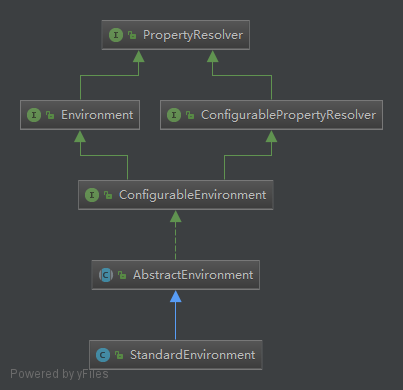 PropertyResolver
Environment
ConfigurablePropertyResolver
ConfigurableEnvironment
AbstractEnvironment
StandardEnvironment
Powered by yFiles